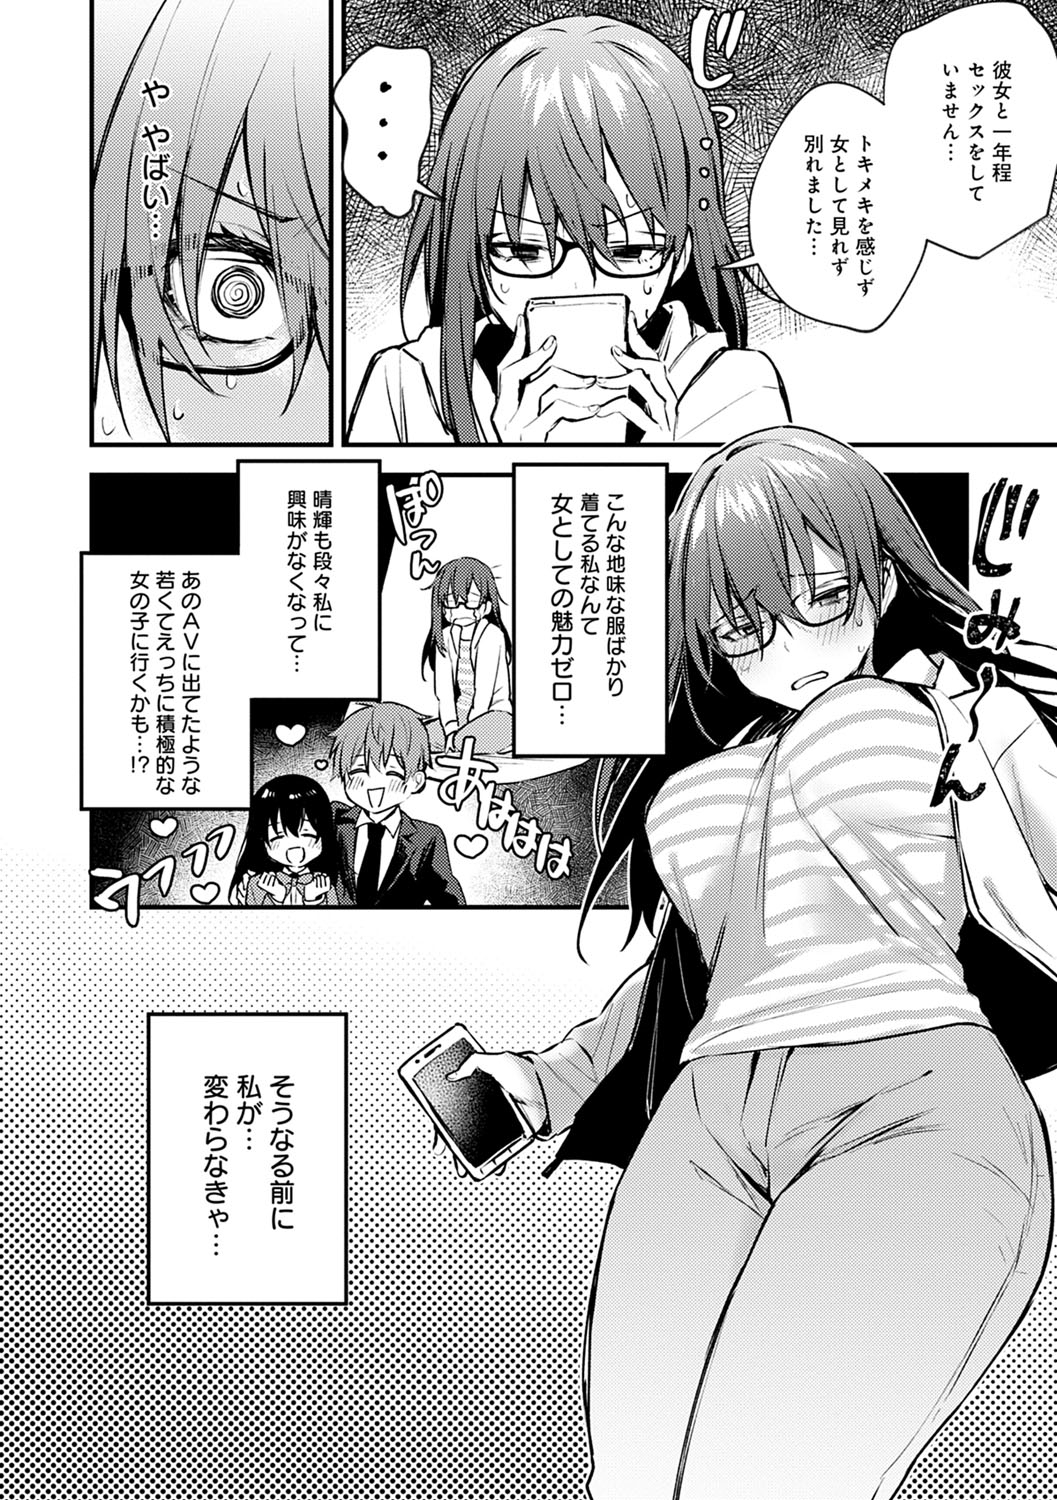 彼女と一年程
セックスをして
いません…
トキメキを感じず
女として見れず
別れました…
じ〜…
・・・
や やばい…
じみ〜ん
こんな地味な服ばかり
着てる私なんて
女としての魅力ゼロ…
ぽつん
晴輝も段々私に
興味がなくなって…
あのAVに出てたような
若くてえっちに積極的な
女の子に行くかも…!?
あははは
うフフフ
そうなる前に
私が…
変わらなきゃ…